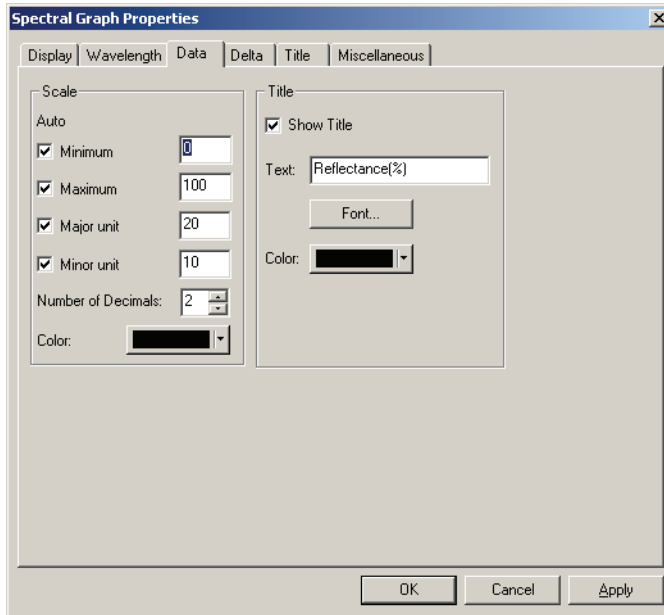 Spectral Graph Properties
Display Wavelength Data Delta Title Miscellaneous
Scale
Auto
Minimum 0
Maximum 100
Major unit 20
Minor unit 10
Number of Decimals: 2
Color:
Title
Show Title
Text: Reflectance(%)
Font...
Color:
OK Cancel Apply